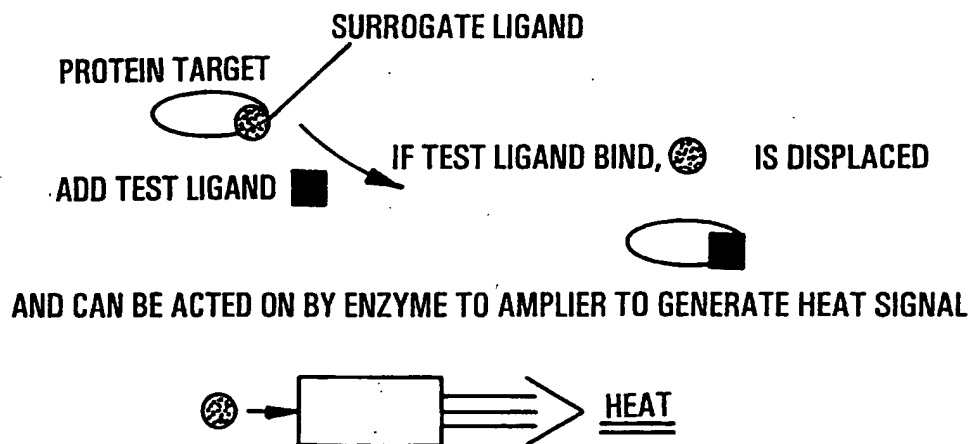 SURROGATE LIGAND
PROTEIN TARGET
IF TEST LIGAND BIND, IS DISPLACED
ADD TEST LIGAND
AND CAN BE ACTED ON BY ENZYME TO AMPLIER TO GENERATE HEAT SIGNAL
HEAT